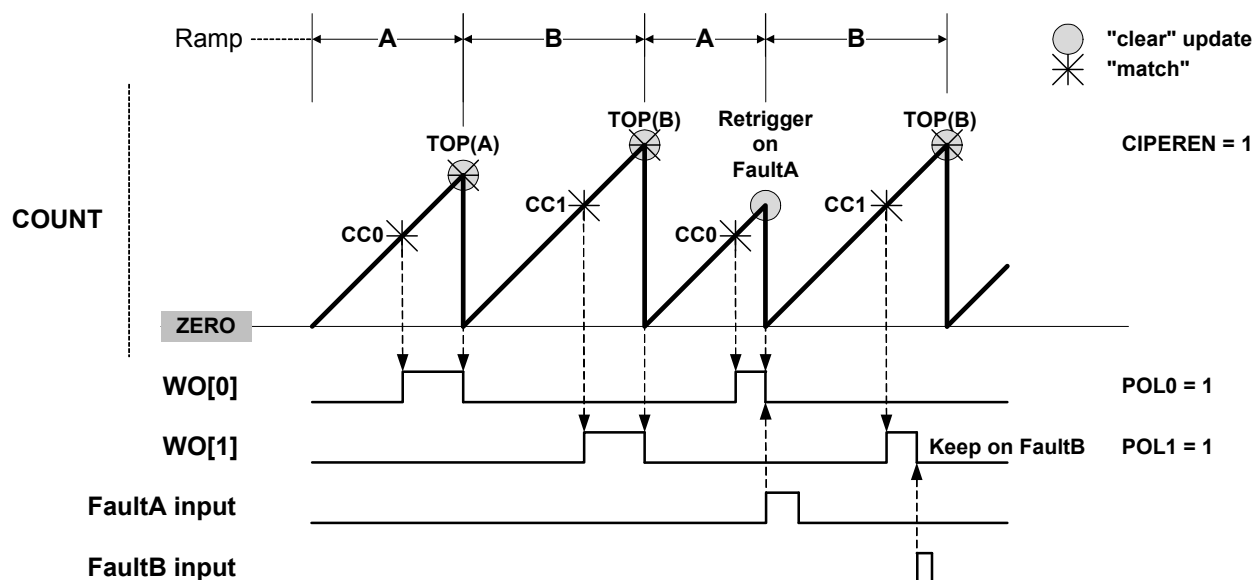 Ramp
A
B
A
B
"clear" update
"match"
TOP(A)
TOP(B)
Retrigger
on
FaultA
TOP(B)
CIPEREN = 1
COUNT
CC0
CC1
CC0
CC1
ZERO
WO[0]
POL0 = 1
WO[1]
Keep on FaultB
POL1 = 1
FaultA input
FaultB input